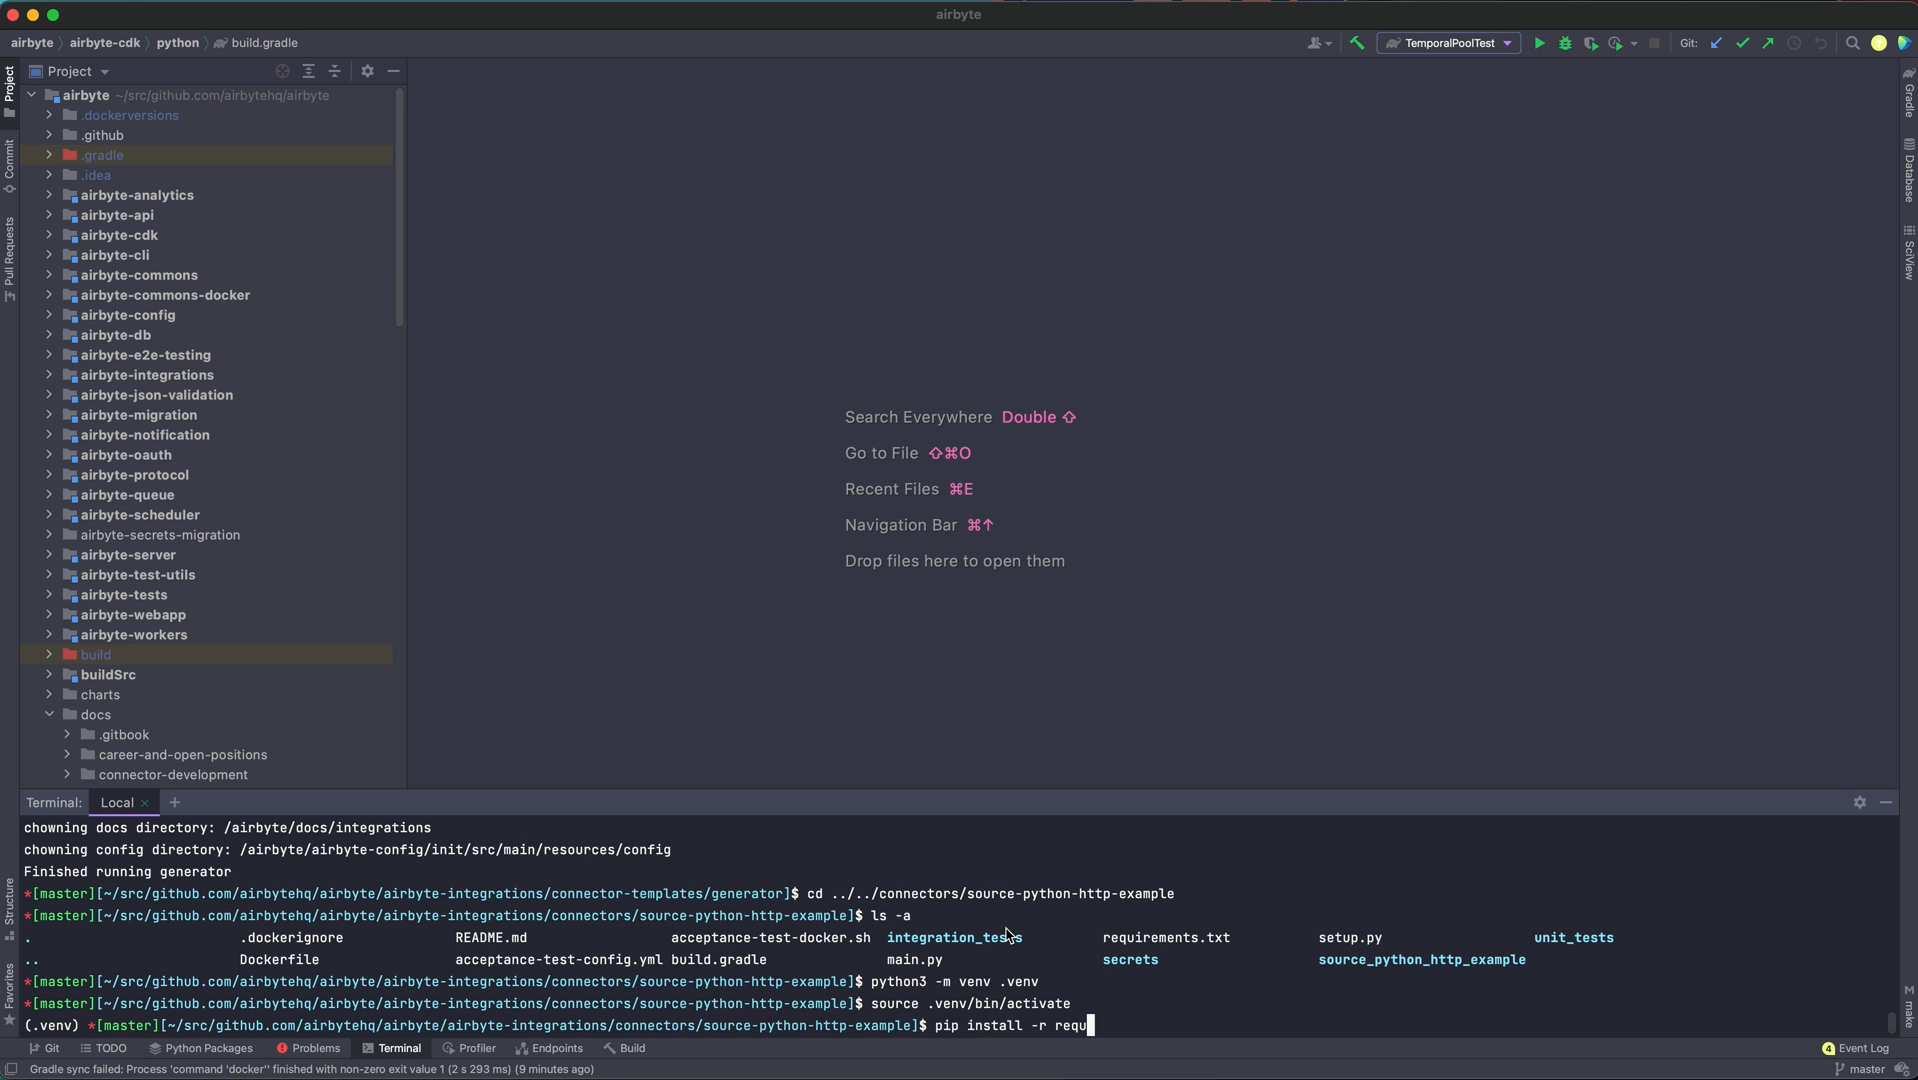 airbyte
airbyte > airbyte-cdk > python > build.gradle
TemporalPoolTest
Git:
Project
Project
airbyte ~/src/github.com/airbytehq/airbyte
.dockerversions
.github
.gradle
.idea
airbyte-analytics
airbyte-api
airbyte-cdk
airbyte-cli
airbyte-commons
airbyte-commons-docker
airbyte-config
airbyte-db
airbyte-e2e-testing
airbyte-integrations
airbyte-json-validation
airbyte-migration
airbyte-notification
airbyte-oauth
airbyte-protocol
airbyte-queue
airbyte-scheduler
airbyte-secrets-migration
airbyte-server
airbyte-test-utils
airbyte-tests
airbyte-webapp
airbyte-workers
build
buildSrc
charts
docs
.gitbook
career-and-open-positions
connector-development
Commit
Pull Requests
Structure
Favorites
Search Everywhere Double ⇧
Go to File ⇧⌘O
Recent Files ⌘E
Navigation Bar ⌘↑
Drop files here to open them
Gradle
Database
SciView
make
Terminal: Local × +
chowning docs directory: /airbyte/docs/integrations
chowning config directory: /airbyte/airbyte-config/init/src/main/resources/config
Finished running generator
*[master][~/src/github.com/airbytehq/airbyte/airbyte-integrations/connector-templates/generator]$ cd ../../connectors/source-python-http-example
*[master][~/src/github.com/airbytehq/airbyte/airbyte-integrations/connectors/source-python-http-example]$ ls -a
. .dockerignore README.md acceptance-test-docker.sh integration_tests requirements.txt setup.py unit_tests
.. Dockerfile acceptance-test-config.yml build.gradle main.py secrets source_python_http_example
*[master][~/src/github.com/airbytehq/airbyte/airbyte-integrations/connectors/source-python-http-example]$ python3 -m venv .venv
*[master][~/src/github.com/airbytehq/airbyte/airbyte-integrations/connectors/source-python-http-example]$ source .venv/bin/activate
(.venv) *[master][~/src/github.com/airbytehq/airbyte/airbyte-integrations/connectors/source-python-http-example]$ pip install -r requ
Git TODO Python Packages Problems Terminal Profiler Endpoints Build 4 Event Log
Gradle sync failed: Process 'command 'docker'' finished with non-zero exit value 1 (2 s 293 ms) (9 minutes ago) master